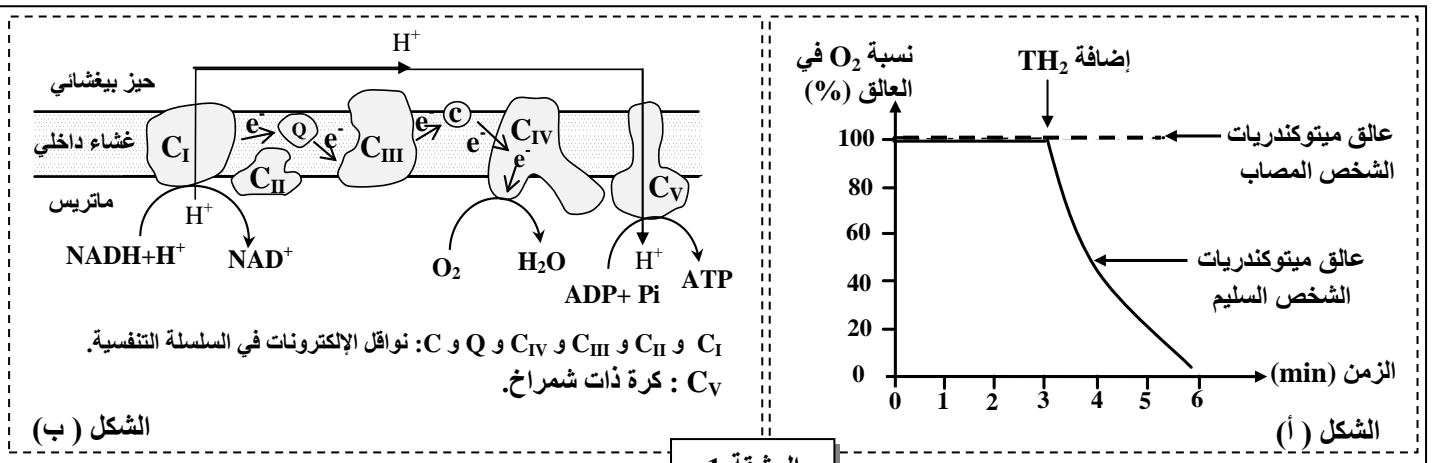 نسبة O₂ في
العالق (%)
إضافة TH₂
عالق ميتوكندريات
الشخص المصاب
عالق ميتوكندريات
الشخص السليم
100
80
60
40
20
0
0 1 2 3 4 5 6
الزمن (min)
الشكل (أ)
H⁺
حيز بيغشائي
غشاء داخلي
ماتريس
C_I
e⁻
Q
e⁻
C_II
C_III
e⁻
c
e⁻
C_IV
e⁻
C_V
H⁺
NADH+H⁺
NAD⁺
O₂
H₂O
H⁺
ADP+ Pi
ATP
C_I و C_II و C_III و C_IV و Q و C: نواقل الإلكترونات في السلسلة التنفسية.
C_V : كرة ذات شمراخ.
الشكل ( ب)